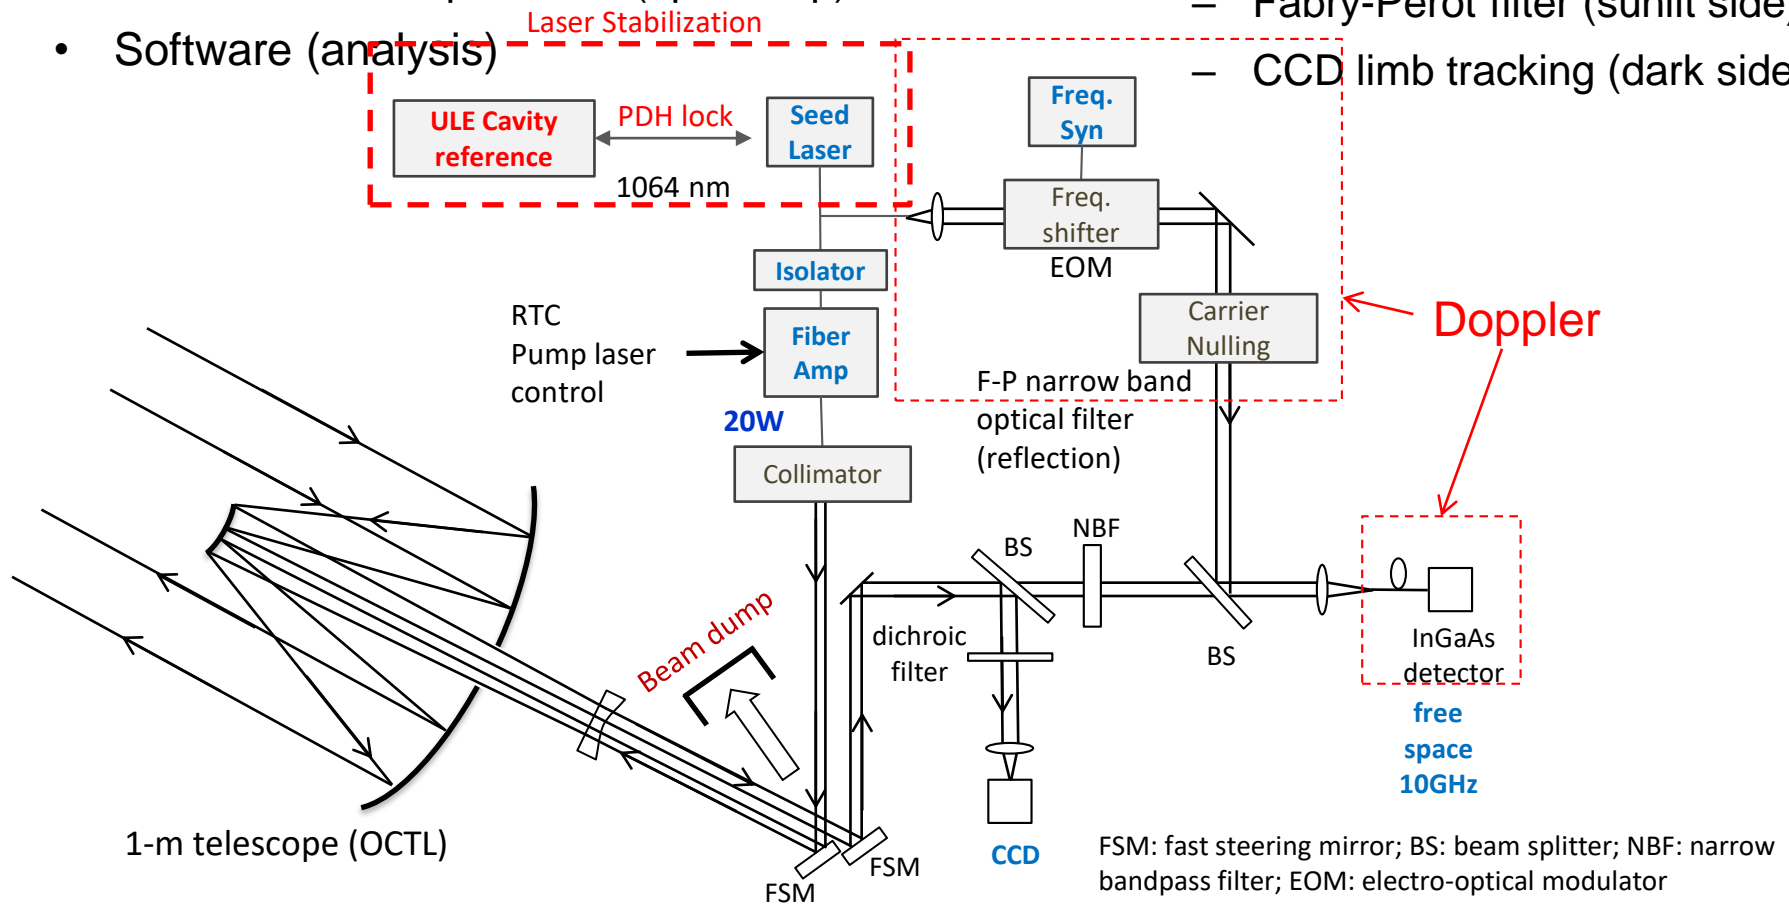 Laser Stabilization
• Software (analysis)
– Fabry-Perot filter (sunlit side)
– CCD limb tracking (dark side
ULE Cavity
reference
PDH lock
1064 nm
Seed
Laser
Freq.
Syn
Freq.
shifter
EOM
Isolator
RTC
Pump laser
control
Fiber
Amp
20W
Collimator
Carrier
Nulling
F-P narrow band
optical filter
(reflection)
Doppler
NBF
BS
BS
dichroic
filter
Beam dump
InGaAs
detector
free
space
10GHz
CCD
1-m telescope (OCTL)
FSM
FSM
FSM: fast steering mirror; BS: beam splitter; NBF: narrow
bandpass filter; EOM: electro-optical modulator